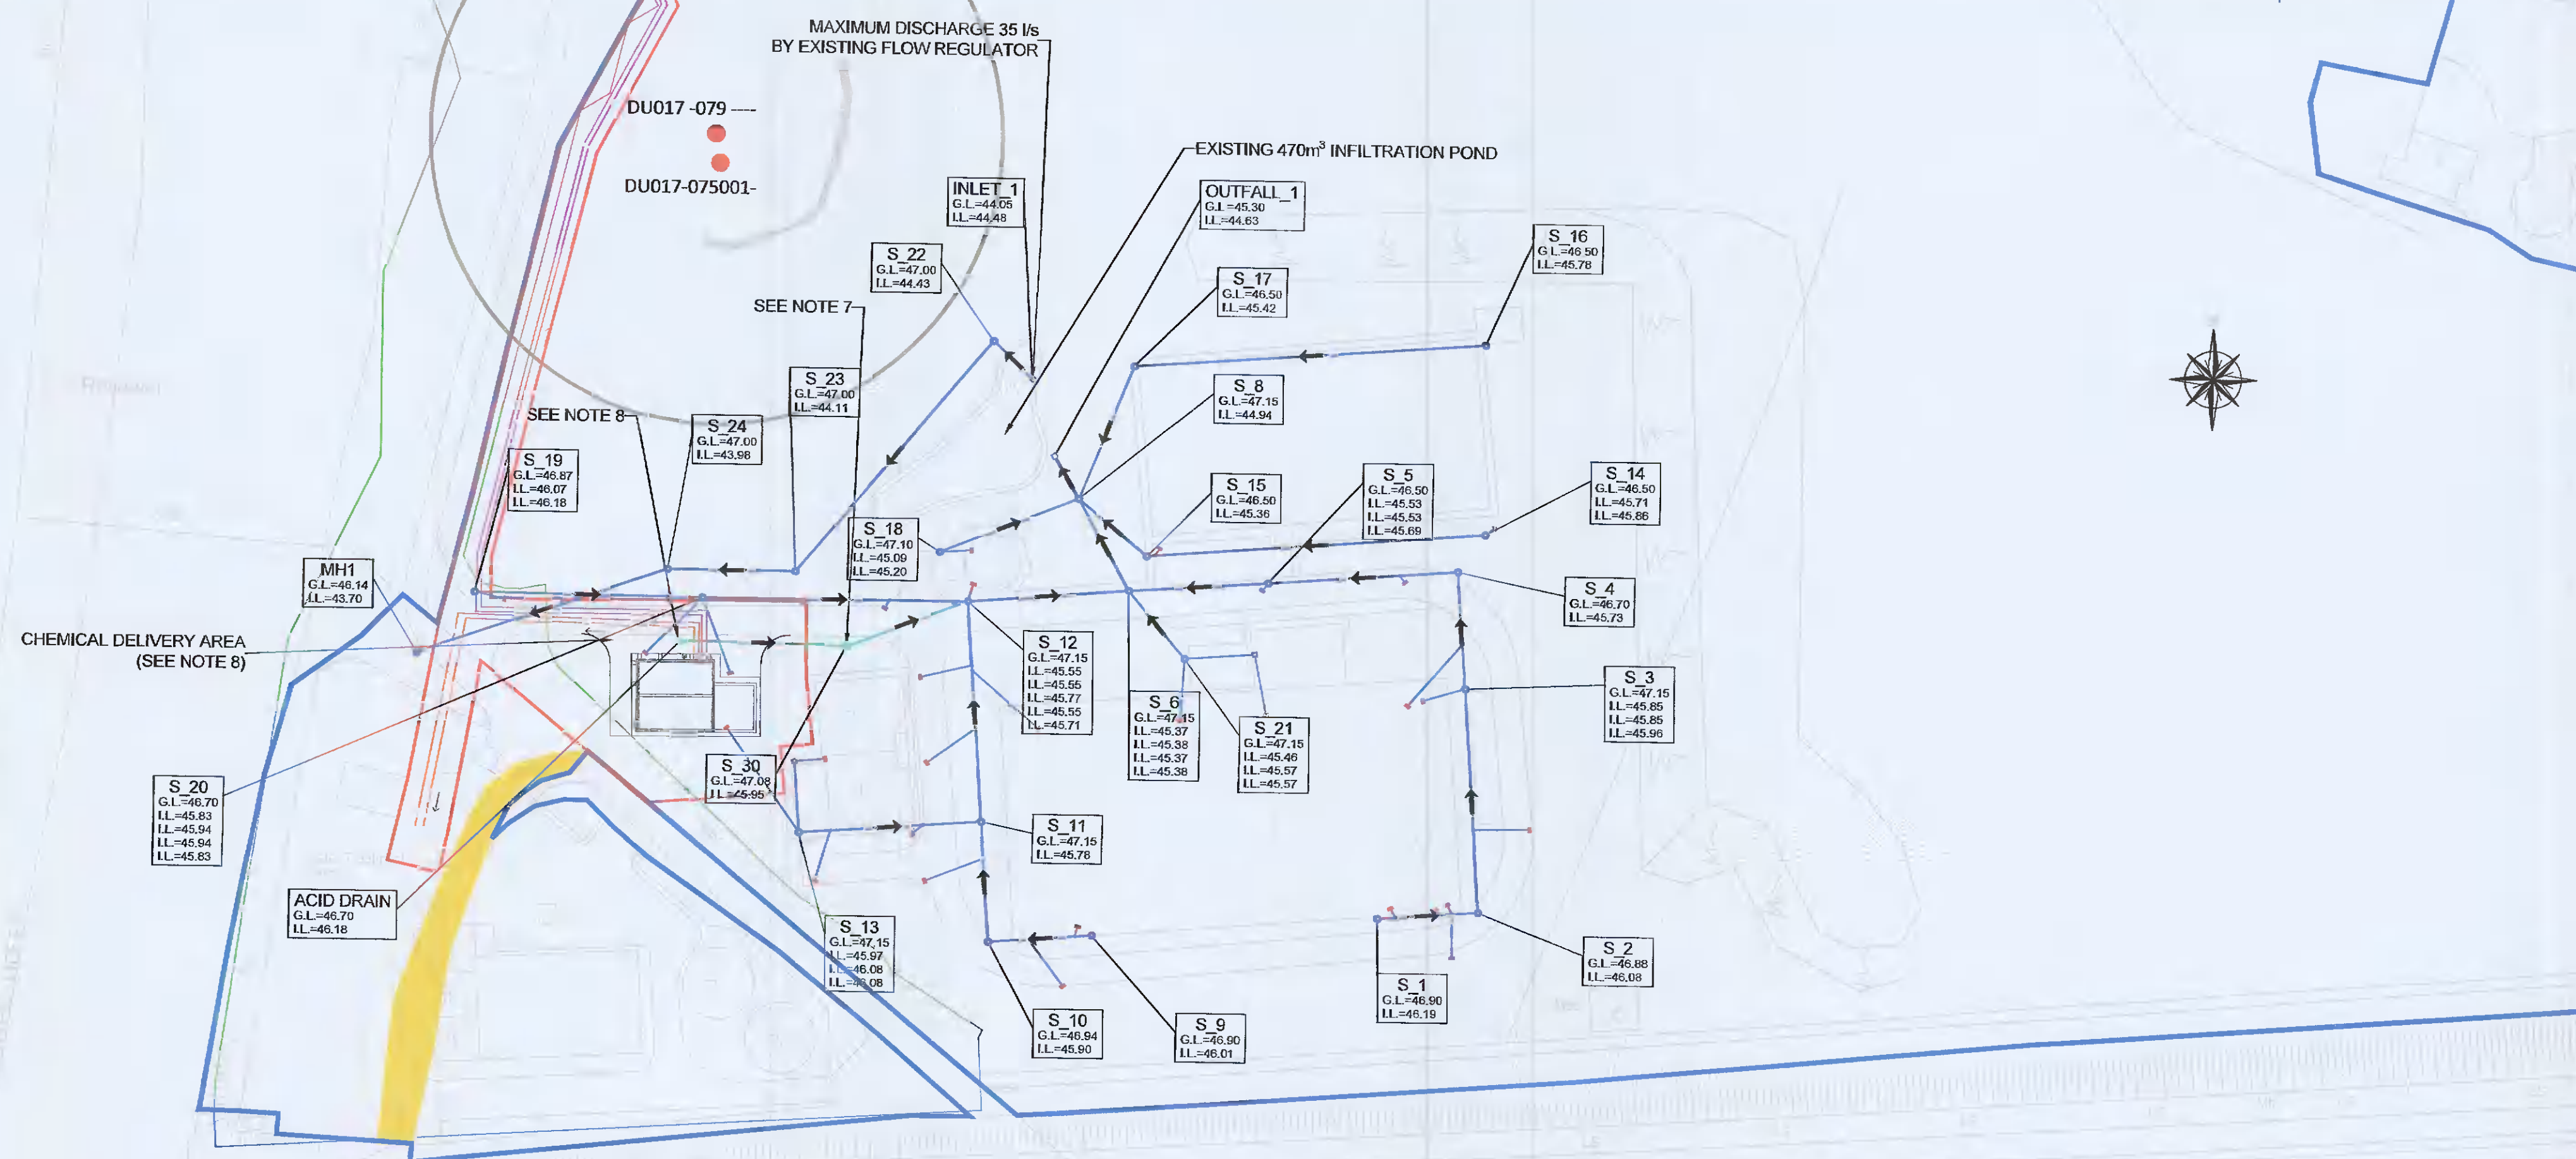 MAXIMUM DISCHARGE 35 l/s
BY EXISTING FLOW REGULATOR
DU017 -079 ----
DU017-075001-
EXISTING 470m³ INFILTRATION POND
INLET_1
G.L.=44.05
I.L.=44.48
OUTFALL_1
G.L.=45.30
I.L.=44.63
S_16
G.L.=46.50
I.L.=45.78
S_22
G.L.=47.00
I.L.=44.43
S_17
G.L.=46.50
I.L.=45.42
SEE NOTE 7
S_23
G.L.=47.00
I.L.=44.11
S_8
G.L.=47.15
I.L.=44.94
SEE NOTE 8
S_24
G.L.=47.00
I.L.=43.98
S_19
G.L.=46.87
I.L.=46.07
I.L.=46.18
S_15
G.L.=46.50
I.L.=45.36
S_5
G.L.=46.50
I.L.=45.53
I.L.=45.53
I.L.=45.69
S_14
G.L.=46.50
I.L.=45.71
I.L.=45.86
S_18
G.L.=47.10
I.L.=45.09
I.L.=45.20
MH1
G.L.=46.14
I.L.=43.70
S_4
G.L.=46.70
I.L.=45.73
CHEMICAL DELIVERY AREA
(SEE NOTE 8)
S_12
G.L.=47.15
I.L.=45.55
I.L.=45.55
I.L.=45.77
I.L.=45.55
I.L.=45.71
S_6
G.L.=47.15
I.L.=45.37
I.L.=45.38
I.L.=45.37
I.L.=45.38
S_21
G.L.=47.15
I.L.=45.46
I.L.=45.57
I.L.=45.57
S_3
G.L.=47.15
I.L.=45.85
I.L.=45.85
I.L.=45.96
S_30
G.L.=47.08
I.L.=45.95
S_20
G.L.=46.70
I.L.=45.83
I.L.=45.94
I.L.=45.94
I.L.=45.83
S_11
G.L.=47.15
I.L.=45.78
ACID DRAIN
G.L.=46.70
I.L.=46.18
S_13
G.L.=47.15
I.L.=45.97
I.L.=46.08
I.L.=46.08
S_2
G.L.=46.88
I.L.=46.08
S_1
G.L.=46.90
I.L.=46.19
S_10
G.L.=46.94
I.L.=45.90
S_9
G.L.=46.90
I.L.=46.01